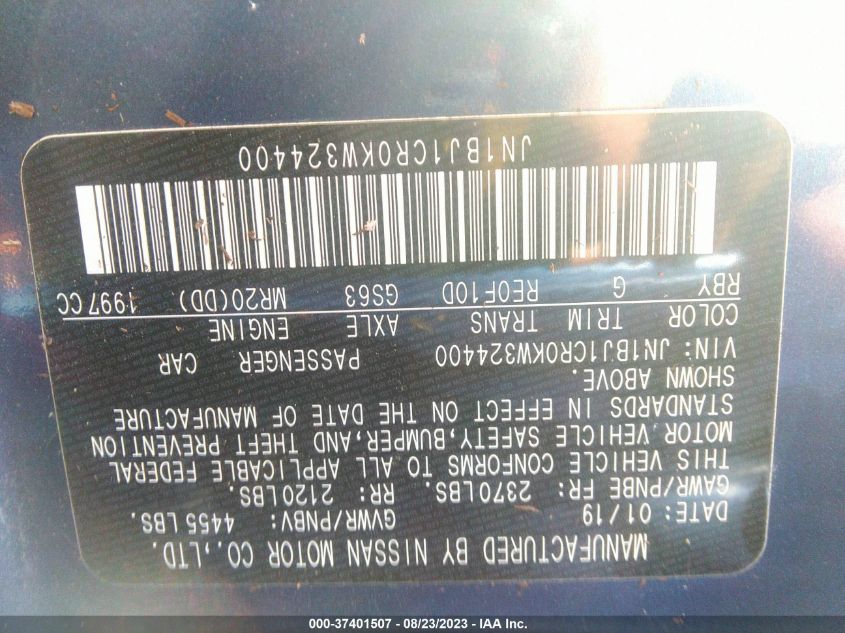 MANUFACTURED BY NISSAN MOTOR CO.,LTD.
DATE: 01/19 GVWR/PNBV: 4455 LBS.
GAWR/PNBE FR: 2370LBS. RR: 2120LBS.
THIS VEHICLE CONFORMS TO ALL APPLICABLE FEDERAL
MOTOR VEHICLE SAFETY,BUMPER,AND THEFT PREVENTION
STANDARDS IN EFFECT ON THE DATE OF MANUFACTURE
SHOWN ABOVE.
VIN: JN1BJ1CR0KW324400 PASSENGER CAR
COLOR TRIM TRANS AXLE ENGINE
RBY G RE0F10D GS63 MR20(DD) 1997CC
JN1BJ1CR0KW324400
000-37401507 - 08/23/2023 - IAA Inc.